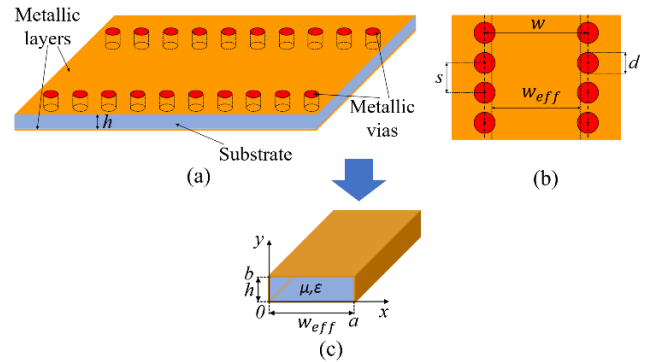 Metallic
layers
h
Substrate
Metallic
vias
(a)
w
s
d
w_eff
(b)
y
b
h
μ,ε
0
w_eff
a
x
(c)